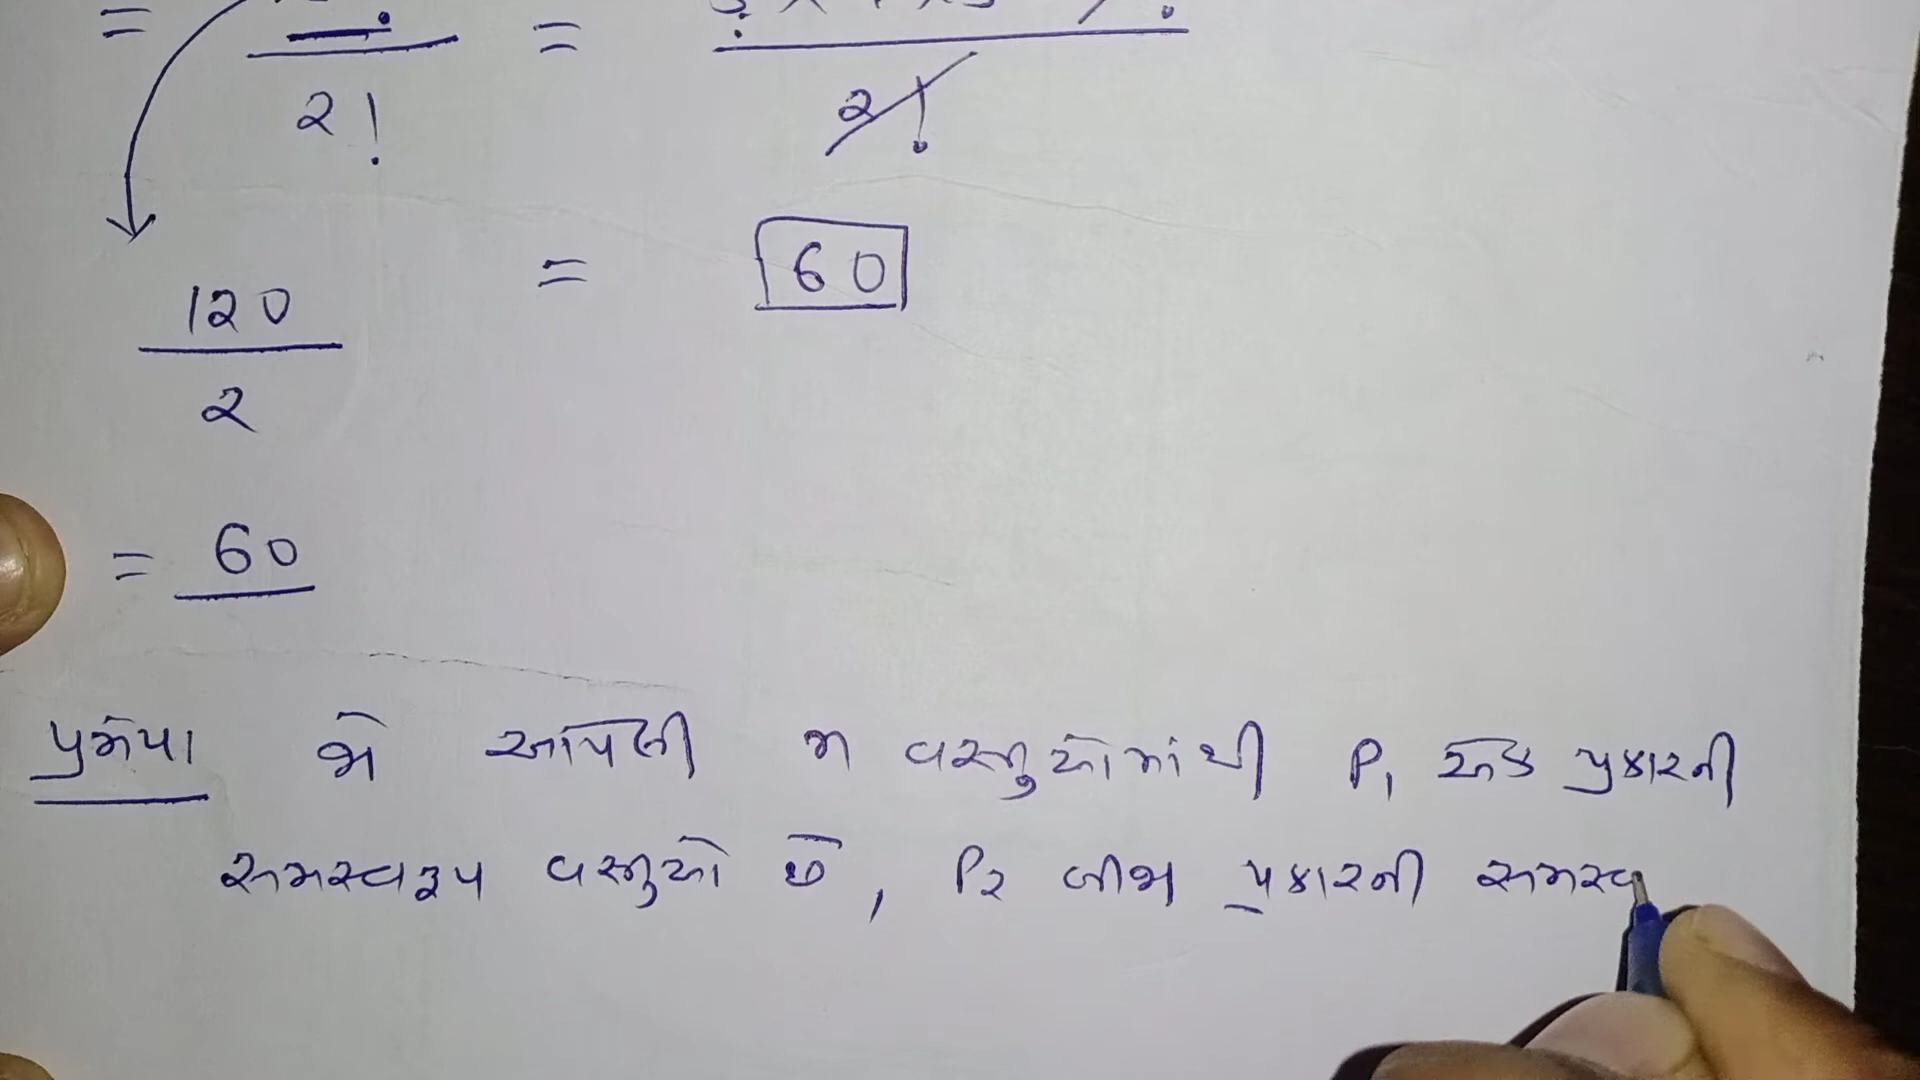 = 2! = 2!
120 = 60
2
= 60
પ્રમેય। જો આપેલી n વસ્તુઓમાંથી P1 એક પ્રકારની
સમસ્વરૂપ વસ્તુઓ છે, P2 બીજા પ્રકારની સમસ્વ